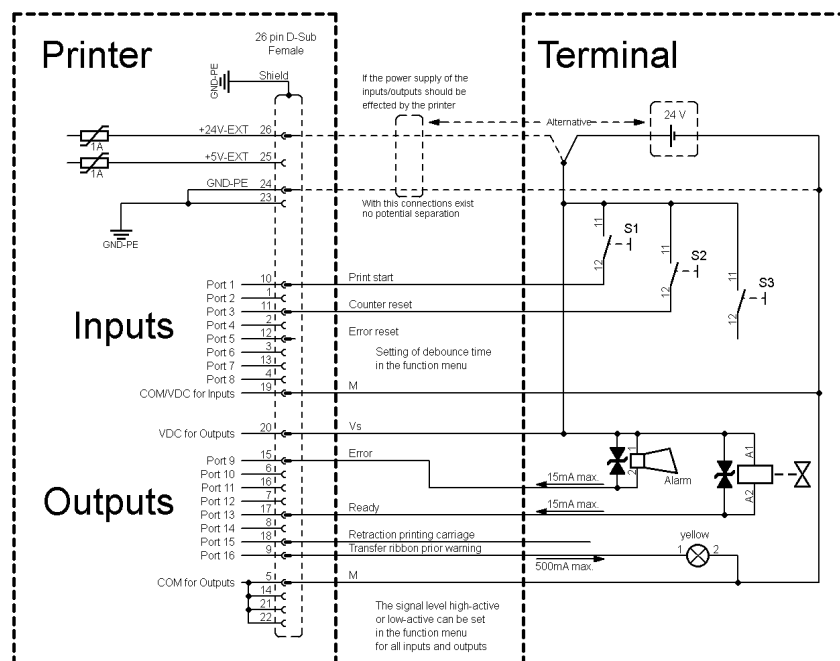 Printer
26 pin D-Sub
Female
Terminal
GND-PE
Shield
If the power supply of the
inputs/outputs should be
effected by the printer
Alternative
24 V
+24V-EXT 26
1A
+5V-EXT 25
1A
GND-PE 24
23
GND-PE
With this connections exist
no potential separation
11
12
S1
11
12
S2
11
12
S3
Inputs
Port 1 10 Print start
Port 2 1
Port 3 11 Counter reset
Port 4 2
Port 5 12 Error reset
Port 6 3
Port 7 13
Port 8 4
COM/VDC for Inputs 19 M
Setting of debounce time
in the function menu
Outputs
VDC for Outputs 20 Vs
Port 9 15 Error
Port 10 6
Port 11 16
Port 12 7
Port 13 17 Ready
Port 14 8
Port 15 18 Retraction printing carriage
Port 16 9 Transfer ribbon prior warning
COM for Outputs 5 M
14
21
22
15mA max.
15mA max.
500mA max.
1
2
Alarm
A1
A2
yellow
1 2
The signal level high-active
or low-active can be set
in the function menu
for all inputs and outputs